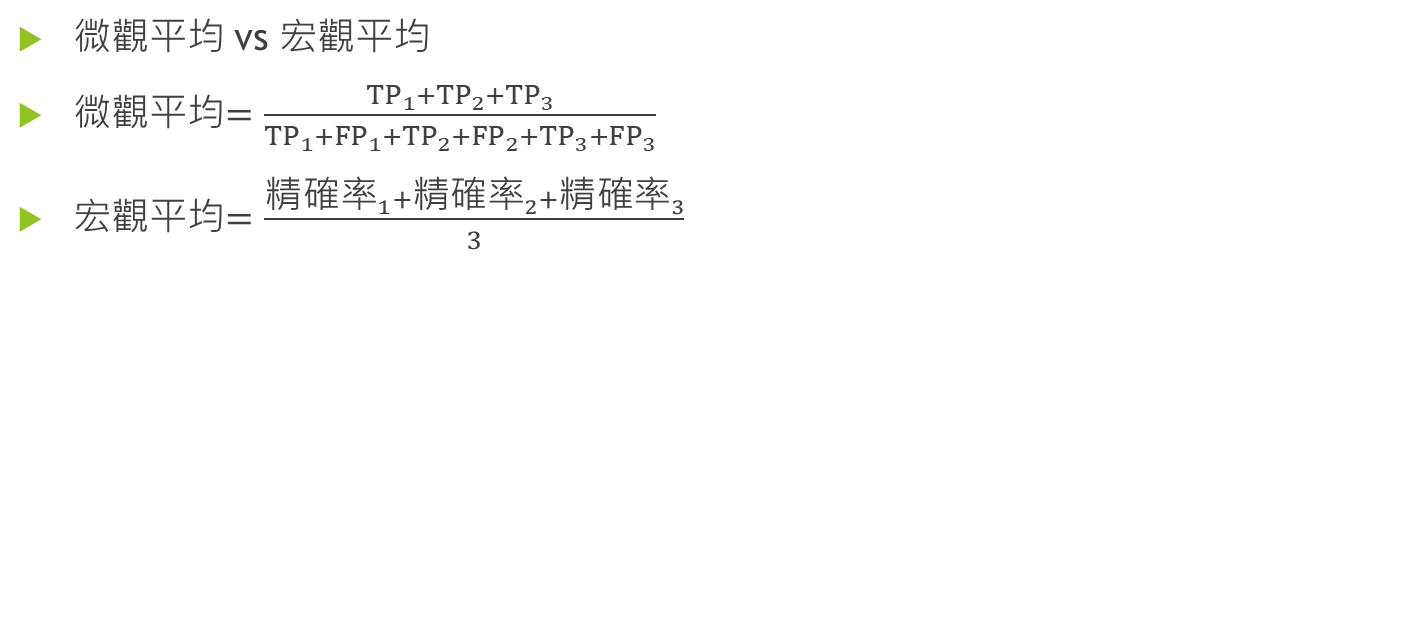 微觀平均 vs 宏觀平均
微觀平均= TP₁+TP₂+TP₃
TP₁+FP₁+TP₂+FP₂+TP₃+FP₃
宏觀平均= 精確率₁+精確率₂+精確率₃
3